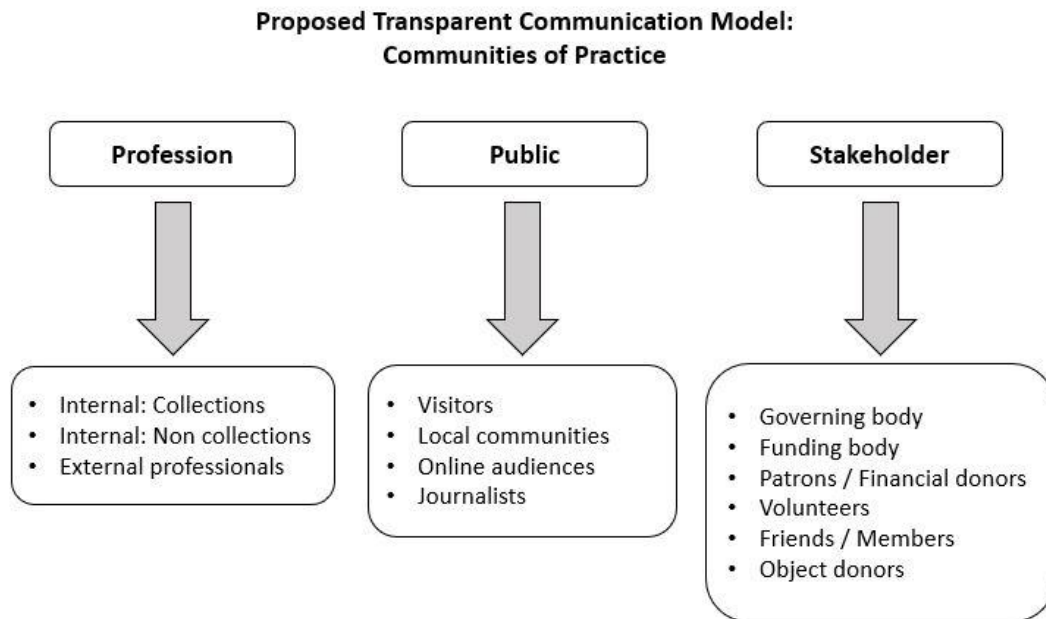 Proposed Transparent Communication Model:
Communities of Practice
Profession
Public
Stakeholder
• Internal: Collections
• Internal: Non collections
• External professionals
• Visitors
• Local communities
• Online audiences
• Journalists
• Governing body
• Funding body
• Patrons / Financial donors
• Volunteers
• Friends / Members
• Object donors